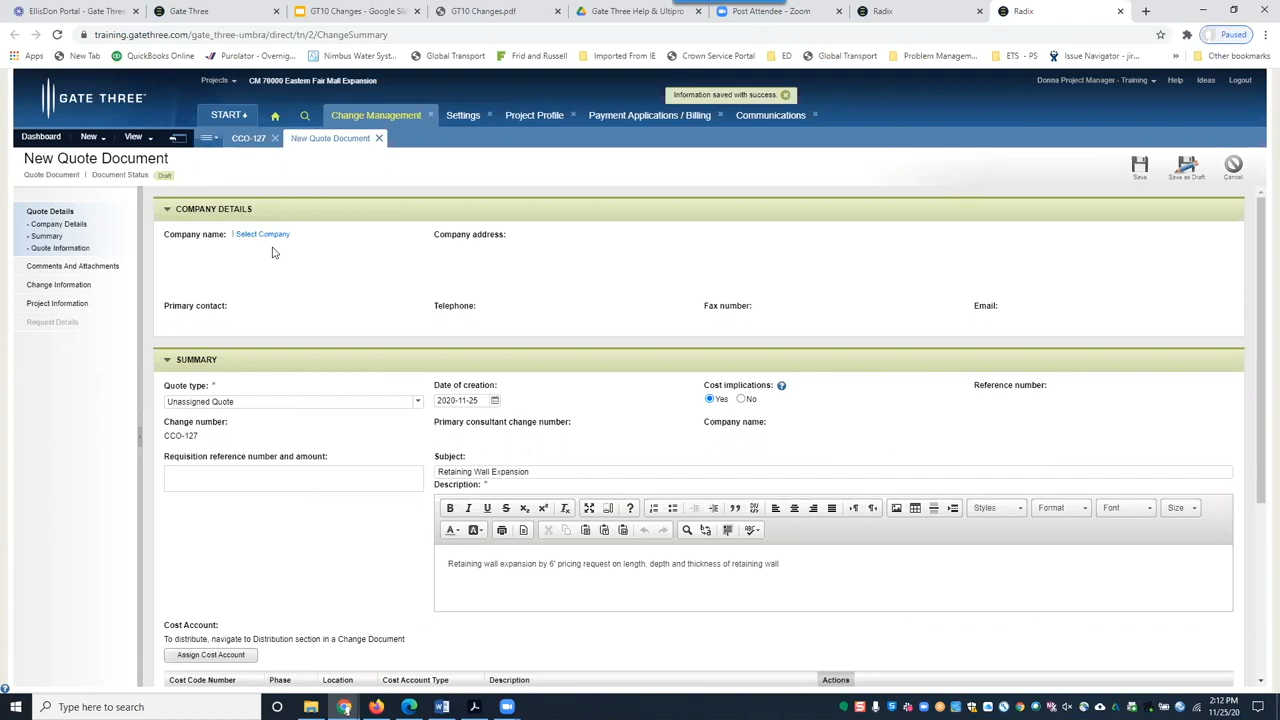 EllisDon Portal - Gate Three
GT10 Changes - Google Sli
GT10 Changes.pdf
Gate Three Help & Ultipro
Post Attendee - Zoom
Radix
Radix
training.gatethree.com/gate_three-umbra/direct/tn/2/ChangeSummary
Paused
Apps
New Tab
QuickBooks Online
Purolator - Overnig...
Nimbus Water Syst...
Global Transport
Frid and Russell
Imported From IE
Crown Service Portal
ED
Global Transport
Problem Managem...
ETS - PS
Issue Navigator - jir...
Other bookmarks
GATE THREE
Projects
CM 70000 Eastern Fair Mall Expansion
Information saved with success.
Donna Project Manager - Training
Help
Ideas
Logout
START
Change Management
Settings
Project Profile
Payment Applications / Billing
Communications
Dashboard
New
View
CCO-127
New Quote Document
New Quote Document
Quote Document | Document Status: Draft
Save
Save as Draft
Cancel
Quote Details
- Company Details
- Summary
- Quote Information
Comments And Attachments
Change Information
Project Information
Request Details
COMPANY DETAILS
Company name: | Select Company
Company address:
Primary contact:
Telephone:
Fax number:
Email:
SUMMARY
Quote type: *
Unassigned Quote
Date of creation:
2020-11-25
Cost implications: ?
Yes No
Reference number:
Change number:
CCO-127
Primary consultant change number:
Company name:
Requisition reference number and amount:
Subject:
Retaining Wall Expansion
Description: *
Styles
Format
Font
Size
Retaining wall expansion by 6' pricing request on length, depth and thickness of retaining wall
Cost Account:
To distribute, navigate to Distribution section in a Change Document
Assign Cost Account
Cost Code Number
Phase
Location
Cost Account Type
Description
Actions
Type here to search
2:12 PM
11/25/20